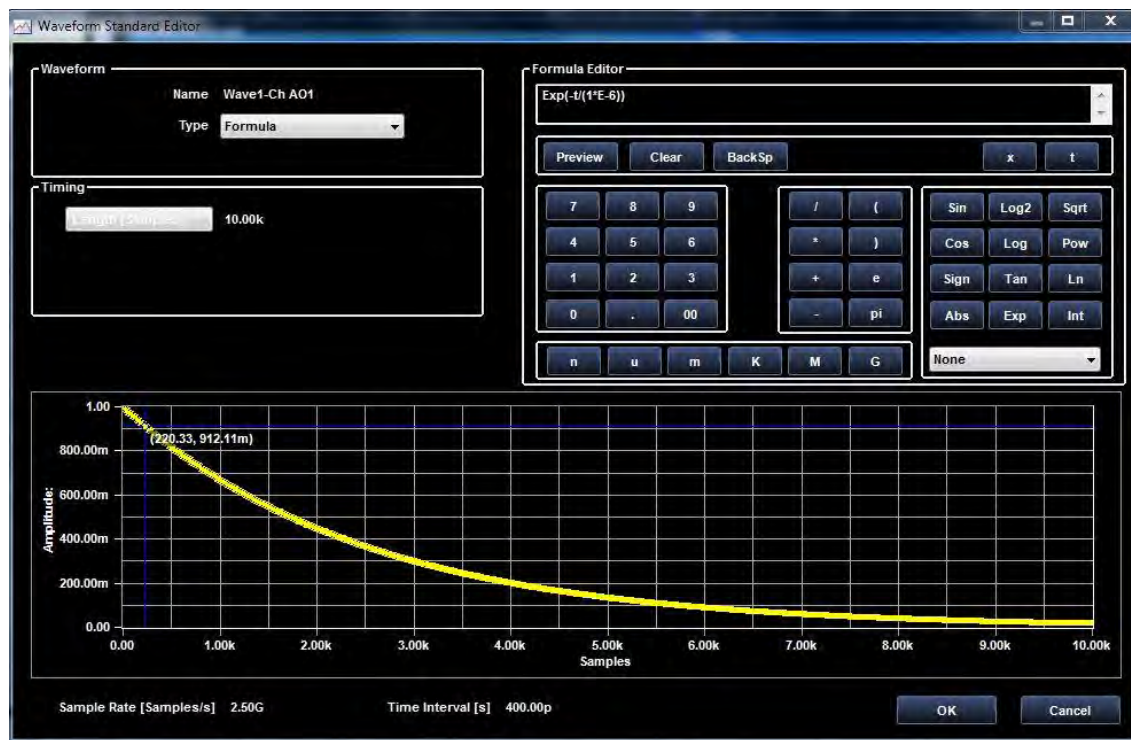 Waveform Standard Editor
Waveform
Name Wave1-Ch AO1
Type Formula
Timing
Length [Samples] 10.00k
Formula Editor
Exp(-t/(1*E-6))
Preview Clear BackSp x t
7 8 9 / ( Sin Log2 Sqrt
4 5 6 * ) Cos Log Pow
1 2 3 + e Sign Tan Ln
0 . 00 - pi Abs Exp Int
n u m K M G None
1.00
(220.33, 912.11m)
800.00m
600.00m
400.00m
200.00m
0.00
Amplitude:
0.00 1.00k 2.00k 3.00k 4.00k 5.00k 6.00k 7.00k 8.00k 9.00k 10.00k
Samples
Sample Rate [Samples/s] 2.50G Time Interval [s] 400.00p OK Cancel